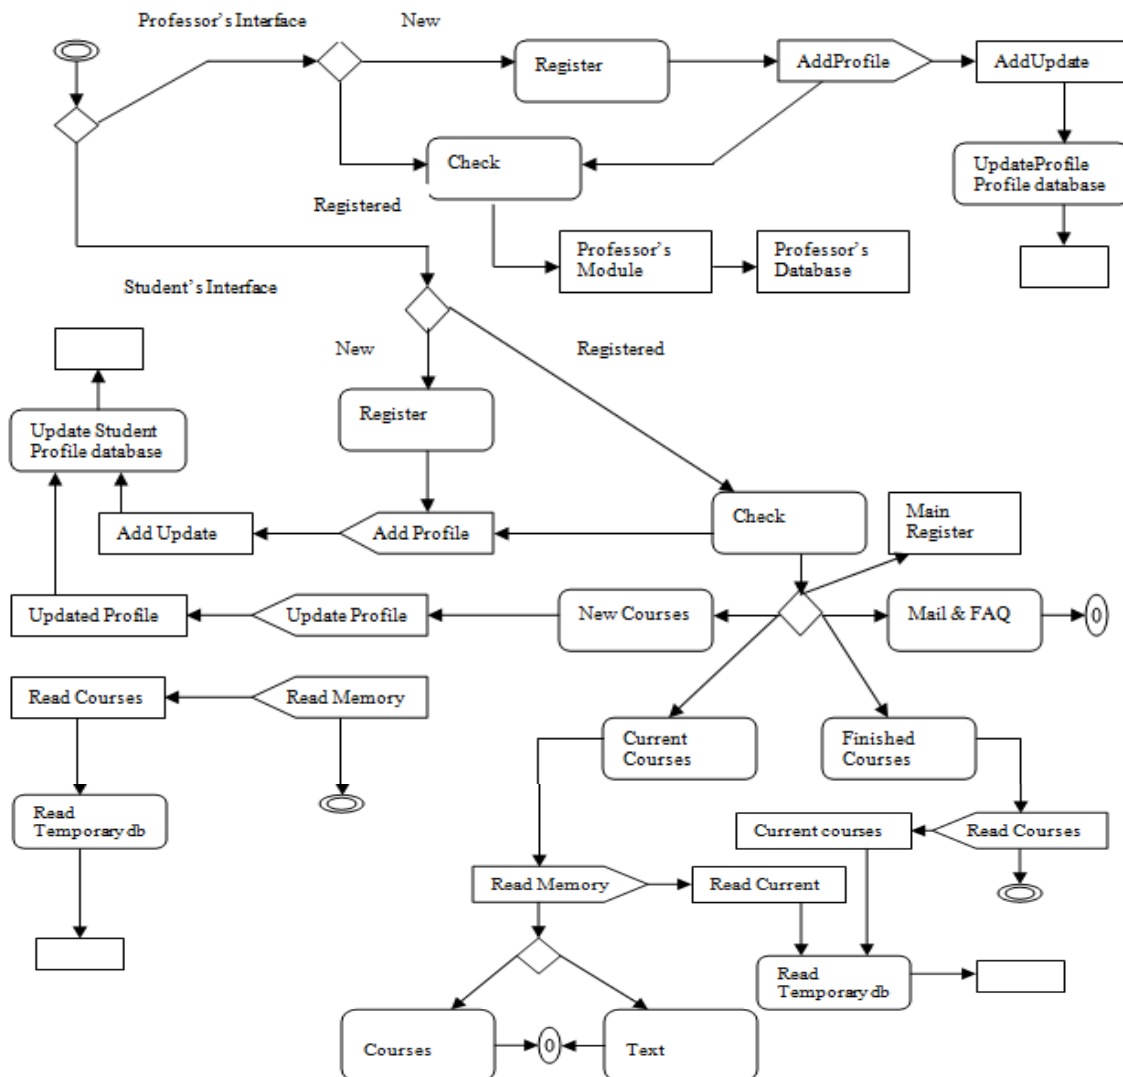 Professor's Interface
New
Register
AddProfile
AddUpdate
Check
UpdateProfile
Profile database
Registered
Professor's
Module
Professor's
Database
Student's Interface
New
Registered
Register
Update Student
Profile database
Add Update
Add Profile
Check
Main
Register
Updated Profile
Update Profile
New Courses
Mail & FAQ
0
Read Courses
Read Memory
Current
Courses
Finished
Courses
Read
Temporary db
Current courses
Read Courses
Read Memory
Read Current
Read
Temporary db
Courses
0
Text